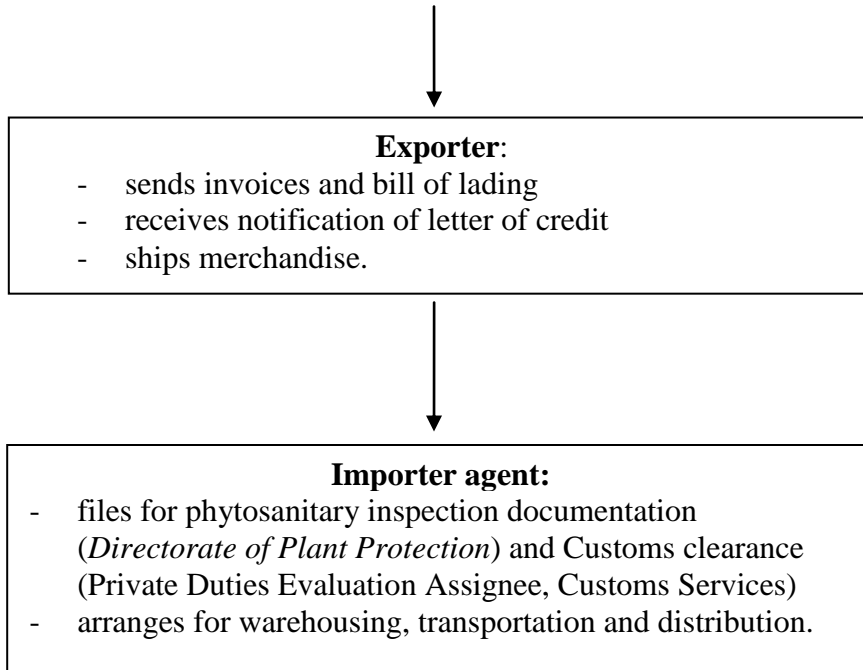 Exporter:
- sends invoices and bill of lading
- receives notification of letter of credit
- ships merchandise.
Importer agent:
- files for phytosanitary inspection documentation
(Directorate of Plant Protection) and Customs clearance
(Private Duties Evaluation Assignee, Customs Services)
- arranges for warehousing, transportation and distribution.